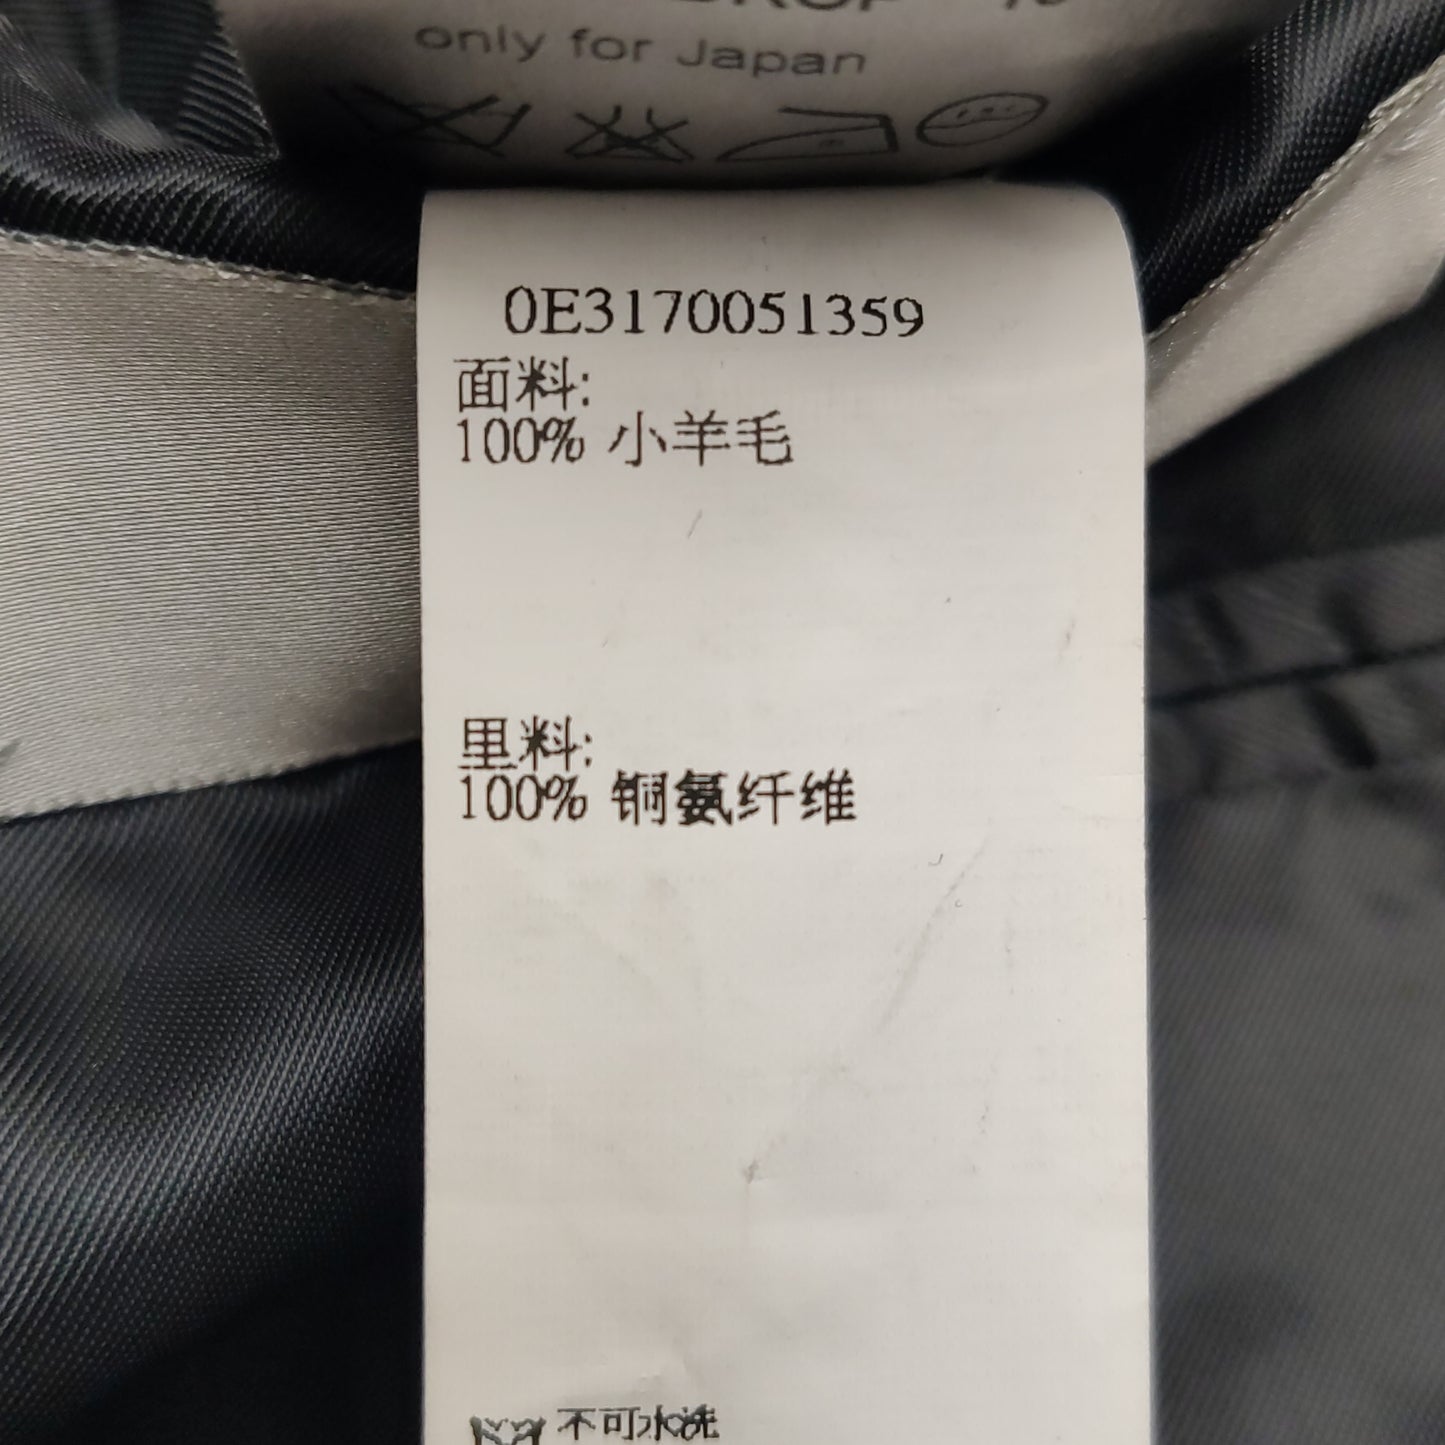 only for Japan
0E3170051359
面料:
100% 小羊毛
里料:
100% 铜氨纤维
不可水洗